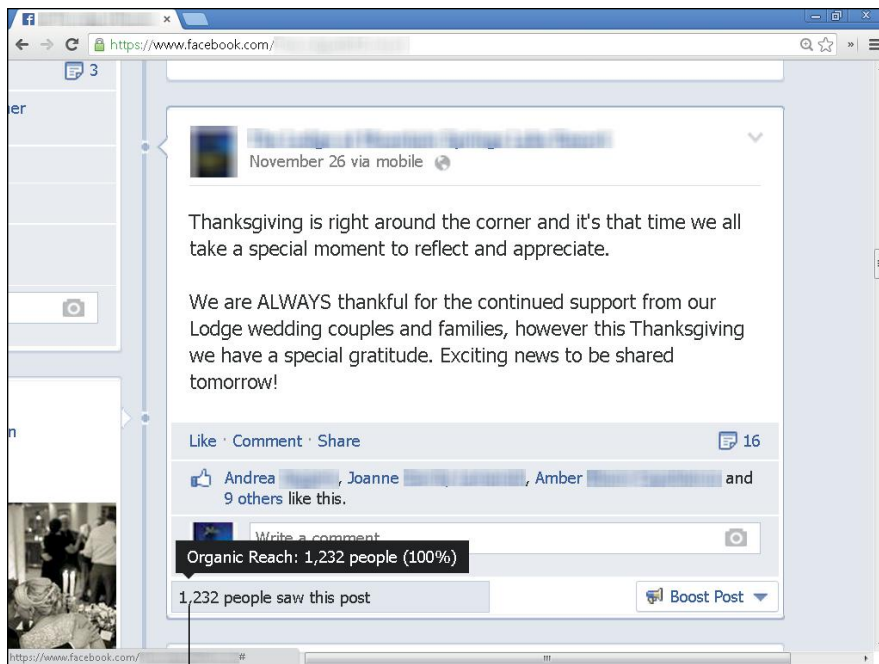 https://www.facebook.com/
3
er
November 26 via mobile
Thanksgiving is right around the corner and it's that time we all
take a special moment to reflect and appreciate.
We are ALWAYS thankful for the continued support from our
Lodge wedding couples and families, however this Thanksgiving
we have a special gratitude. Exciting news to be shared
tomorrow!
n
Like · Comment · Share
16
Andrea , Joanne , Amber and
9 others like this.
Write a comment
Organic Reach: 1,232 people (100%)
1,232 people saw this post
Boost Post
https://www.facebook.com/ #